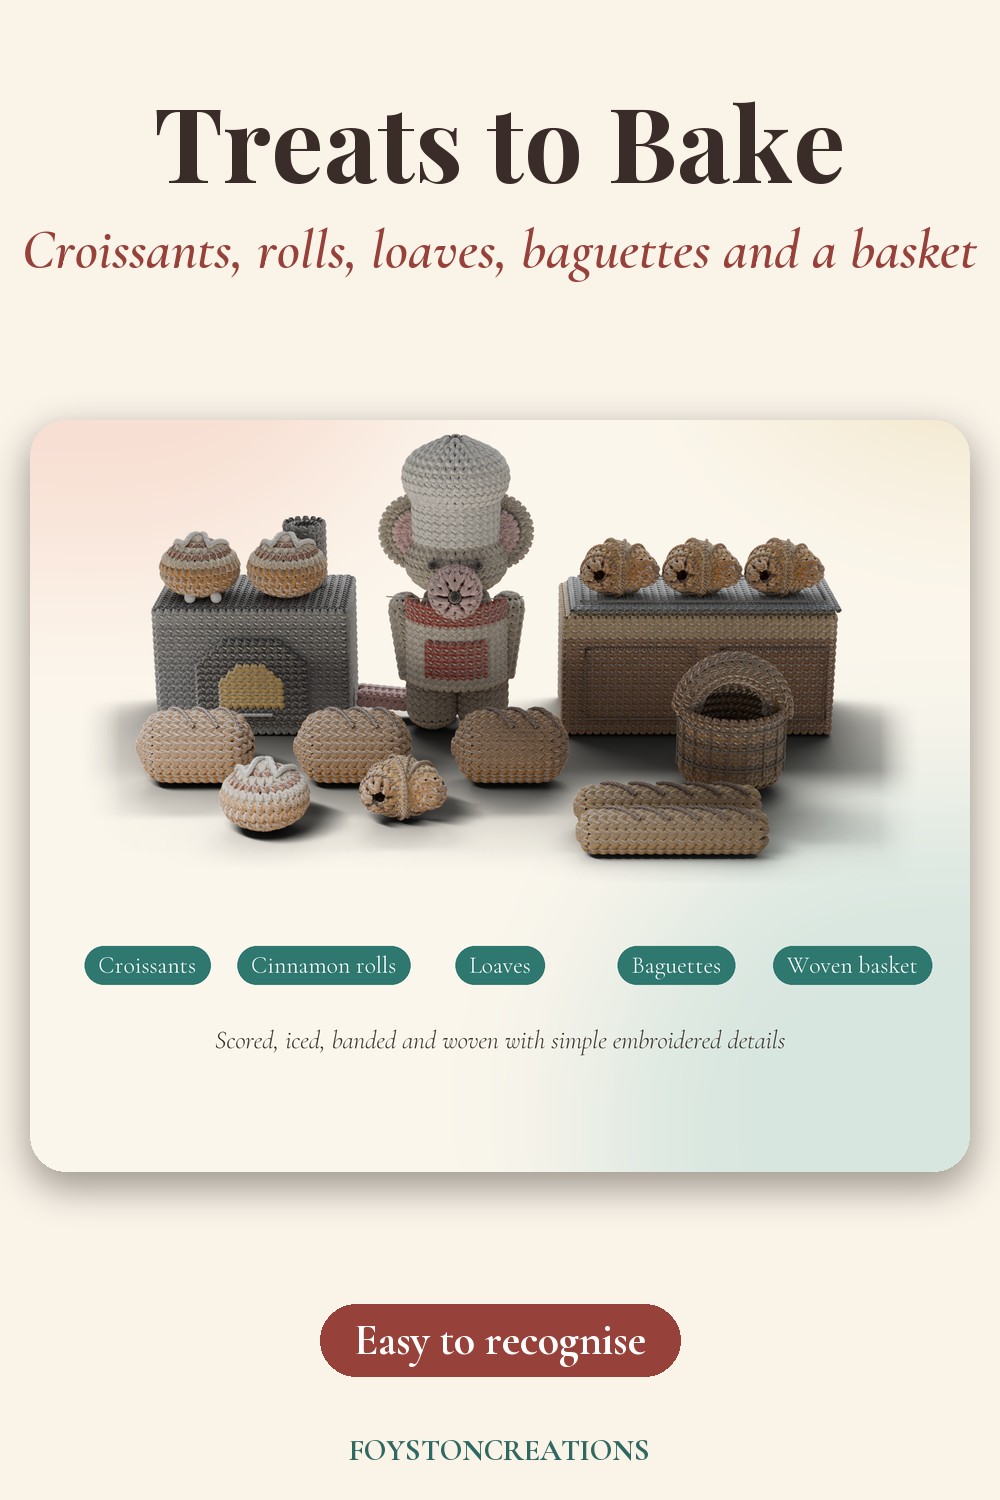 Treats to Bake
Croissants, rolls, loaves, baguettes and a basket
Croissants
Cinnamon rolls
Loaves
Baguettes
Woven basket
Scored, iced, banded and woven with simple embroidered details
Easy to recognise
FOYSTONCREATIONS